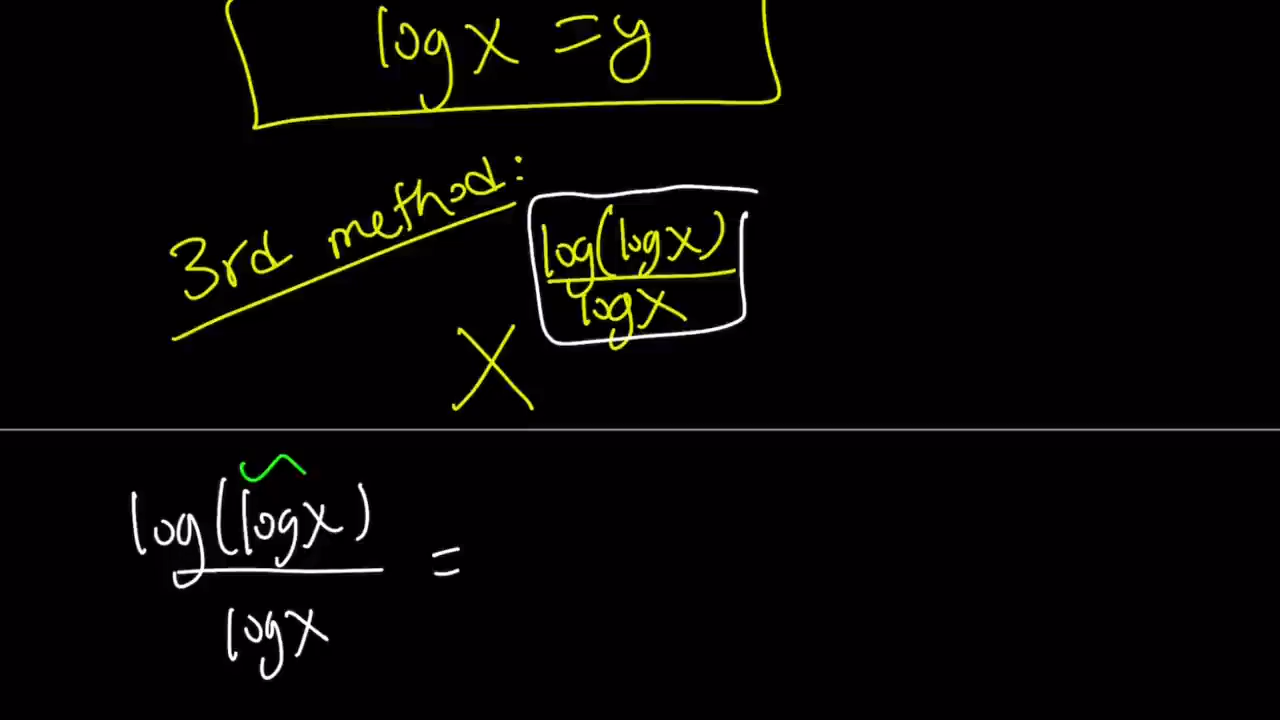 log x = y
3rd method:
x^(log(log x)/log x)
log(log x)/log x =